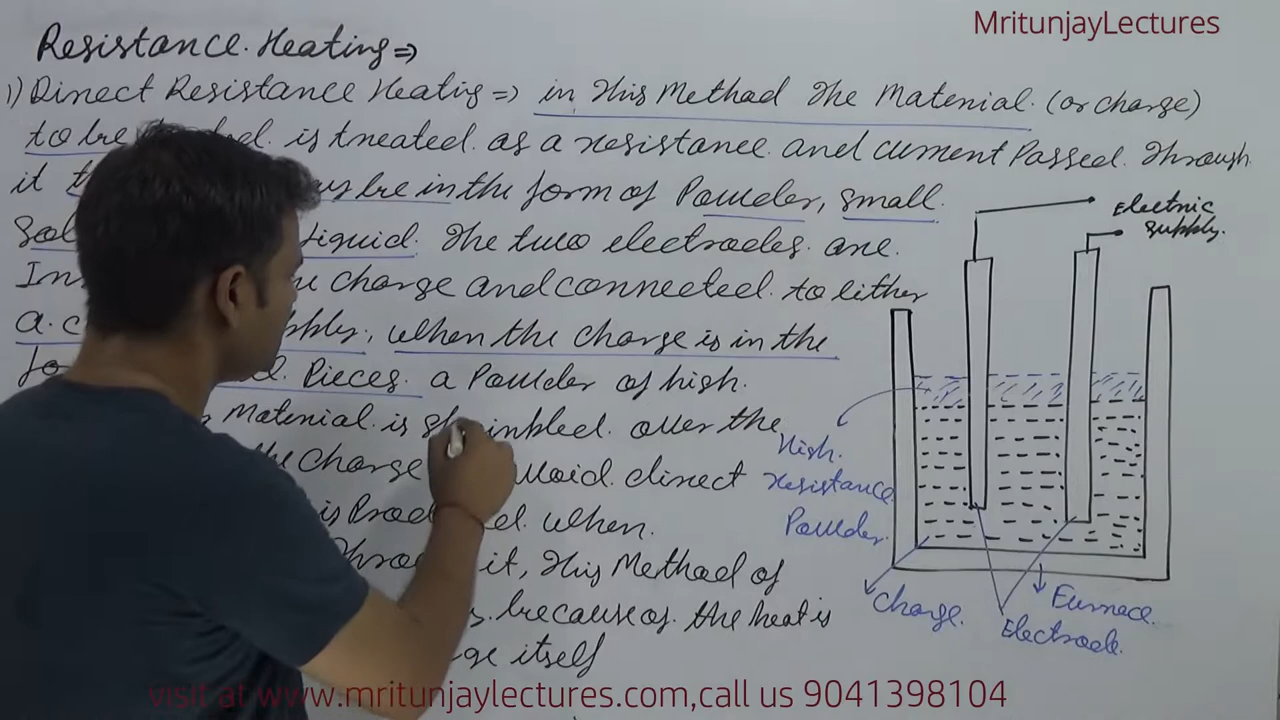 MritunjayLectures
Resistance Heating ⇒
1) Direct Resistance Heating ⇒ in this Method the Material (or charge)
to be is treated as a resistance and current Passed through
it be in the form of Powder, small
liquid. The two electrodes are
charge and connected to either
a.c , when the charge is in the
Pieces a Powder of high
Material is sprinkled over the
the charge avoid direct
is Produced when
it, this Method of
because of the heat is
itself
Electric
supply.
High
resistance
Powder
Charge.
Electrode.
Furnace.
visit at www.mritunjaylectures.com,call us 9041398104